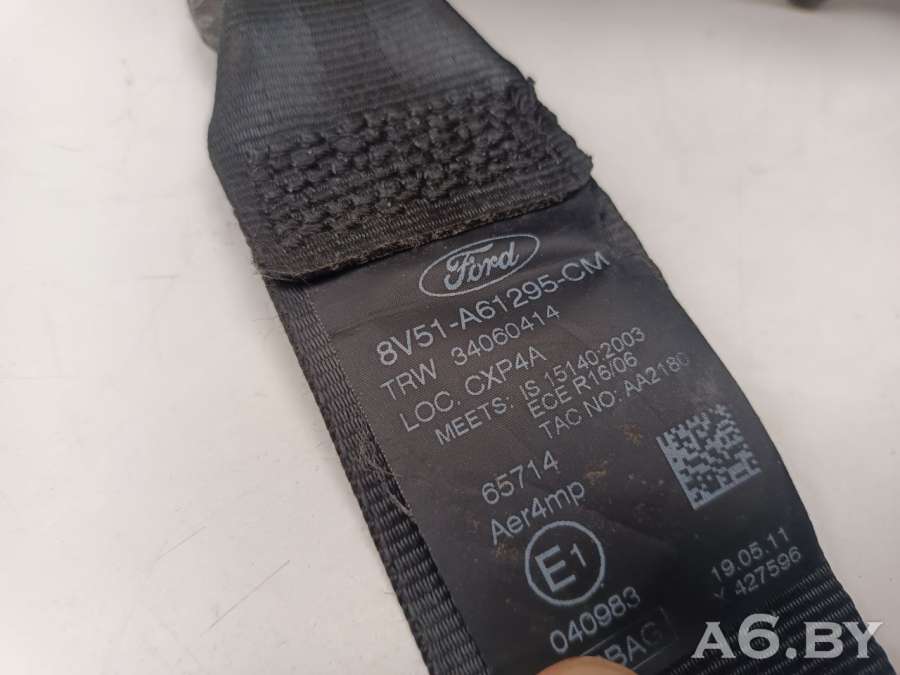 Ford
8V51-A61295-CM
TRW 34060414
LOC. CXP4A
MEETS: IS 15140:2003
ECE R16/06
TAC NO: AA2180
65714
Aer4mp
E1
040983
19.05.11
427596
A6.BY